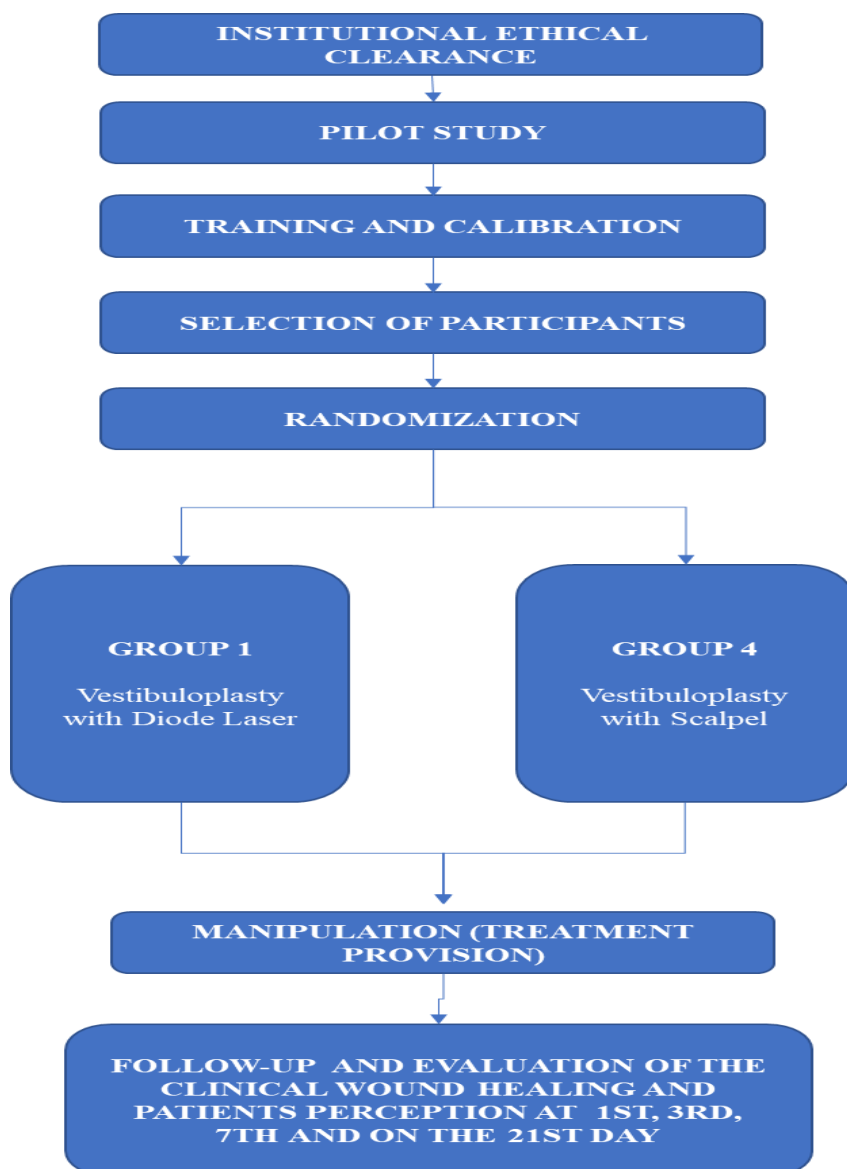 INSTITUTIONAL ETHICAL
CLEARANCE
PILOT STUDY
TRAINING AND CALIBRATION
SELECTION OF PARTICIPANTS
RANDOMIZATION
GROUP 1
Vestibuloplasty
with Diode Laser
GROUP 4
Vestibuloplasty
with Scalpel
MANIPULATION (TREATMENT
PROVISION)
FOLLOW-UP AND EVALUATION OF THE
CLINICAL WOUND HEALING AND
PATIENTS PERCEPTION AT 1ST, 3RD,
7TH AND ON THE 21ST DAY